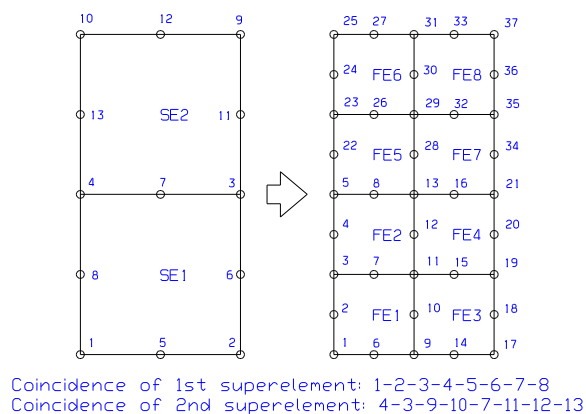 10 12 9 25 27 31 33 37
24 FE6 30 FE8 36
13 SE2 11 23 26 29 32 35
22 FE5 28 FE7 34
4 7 3 5 8 13 16 21
4 FE2 12 FE4 20
8 SE1 6 3 7 11 15 19
2 FE1 10 FE3 18
1 5 2 1 6 9 14 17
Coincidence of 1st superelement: 1-2-3-4-5-6-7-8
Coincidence of 2nd superelement: 4-3-9-10-7-11-12-13